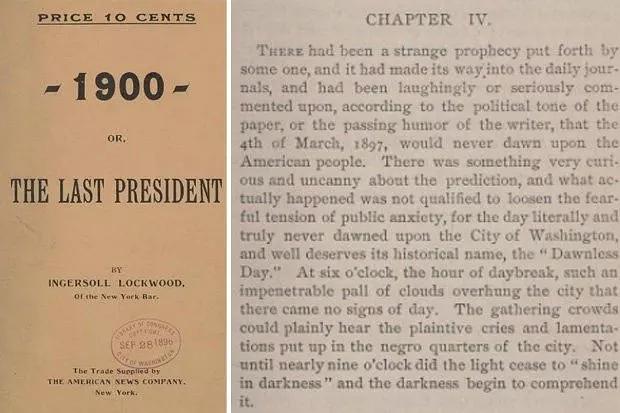 PRICE 10 CENTS
- 1900 -
OR,
THE LAST PRESIDENT
BY
INGERSOLL LOCKWOOD,
Of the New York Bar.
LIBRARY OF CONGRESS
COPYRIGHT
SEP 28 1896
CITY OF WASHINGTON
The Trade Supplied by
THE AMERICAN NEWS COMPANY,
New York.
CHAPTER IV.
THERE had been a strange prophecy put forth by
some one, and it had made its way into the daily jour-
nals, and had been laughingly or seriously com-
mented upon, according to the political tone of the
paper, or the passing humor of the writer, that the
4th of March, 1897, would never dawn upon the
American people. There was something very curi-
ous and uncanny about the prediction, and what ac-
tually happened was not qualified to loosen the fear-
ful tension of public anxiety, for the day literally and
truly never dawned upon the City of Washington,
and well deserves its historical name, the “Dawnless
Day.” At six o’clock, the hour of daybreak, such an
impenetrable pall of clouds overhung the city that
there came no signs of day. The gathering crowds
could plainly hear the plaintive cries and lamenta-
tions put up in the negro quarters of the city. Not
until nearly nine o’clock did the light cease to “shine
in darkness” and the darkness begin to comprehend
it.